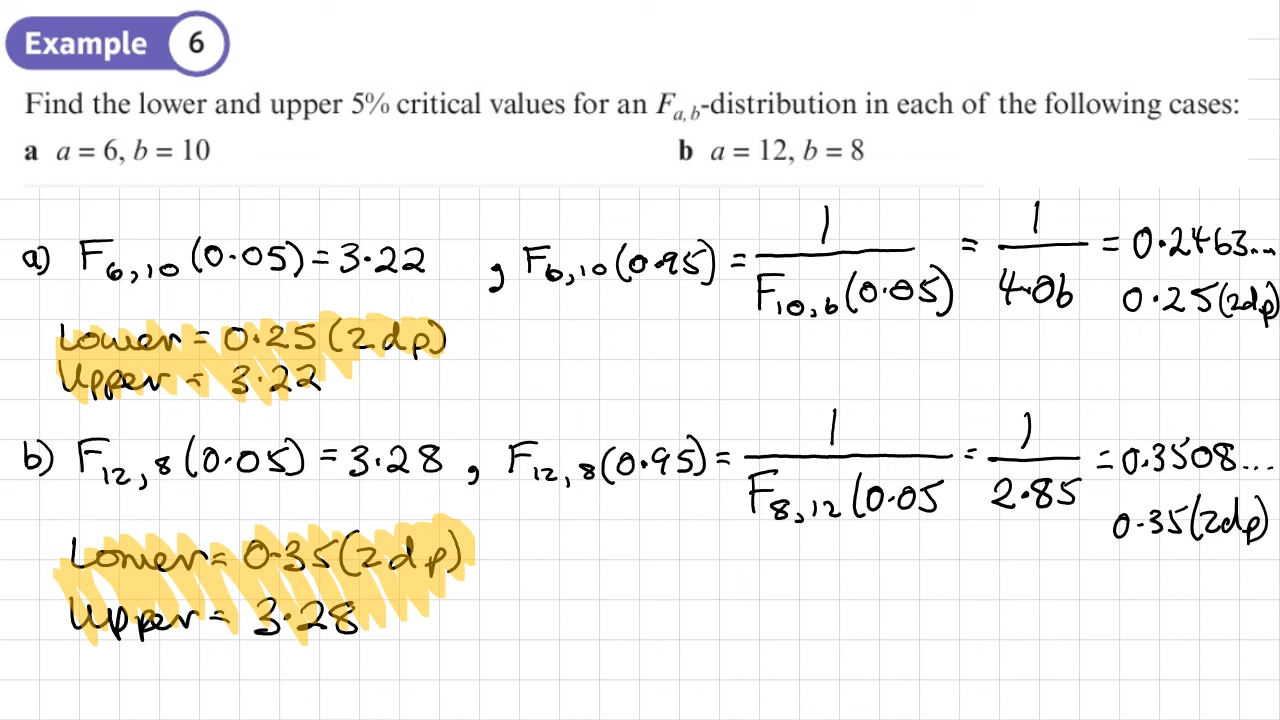 Example 6
Find the lower and upper 5% critical values for an F_{a, b}-distribution in each of the following cases:
a a = 6, b = 10 b a = 12, b = 8
a) F_{6,10} (0.05) = 3.22 , F_{6,10} (0.95) = 1/F_{10,6} (0.05) = 1/4.06 = 0.2463...
0.25 (2dp)
Lower = 0.25 (2dp)
Upper = 3.22
b) F_{12,8} (0.05) = 3.28 , F_{12,8} (0.95) = 1/F_{8,12} (0.05 = 1/2.85 = 0.3508...
0.35 (2dp)
Lower = 0.35 (2dp)
Upper = 3.28